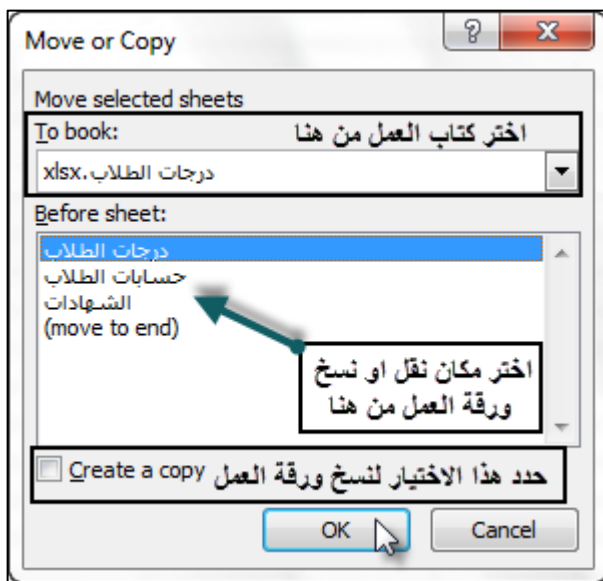 Move or Copy
Move selected sheets
To book: اختر كتاب العمل من هنا
درجات الطلاب.xlsx
Before sheet:
درجات الطلاب
حسابات الطلاب
الشهادات
(move to end)
اختر مكان نقل او نسخ
ورقة العمل من هنا
Create a copy حدد هذا الاختيار لنسخ ورقة العمل
OK Cancel